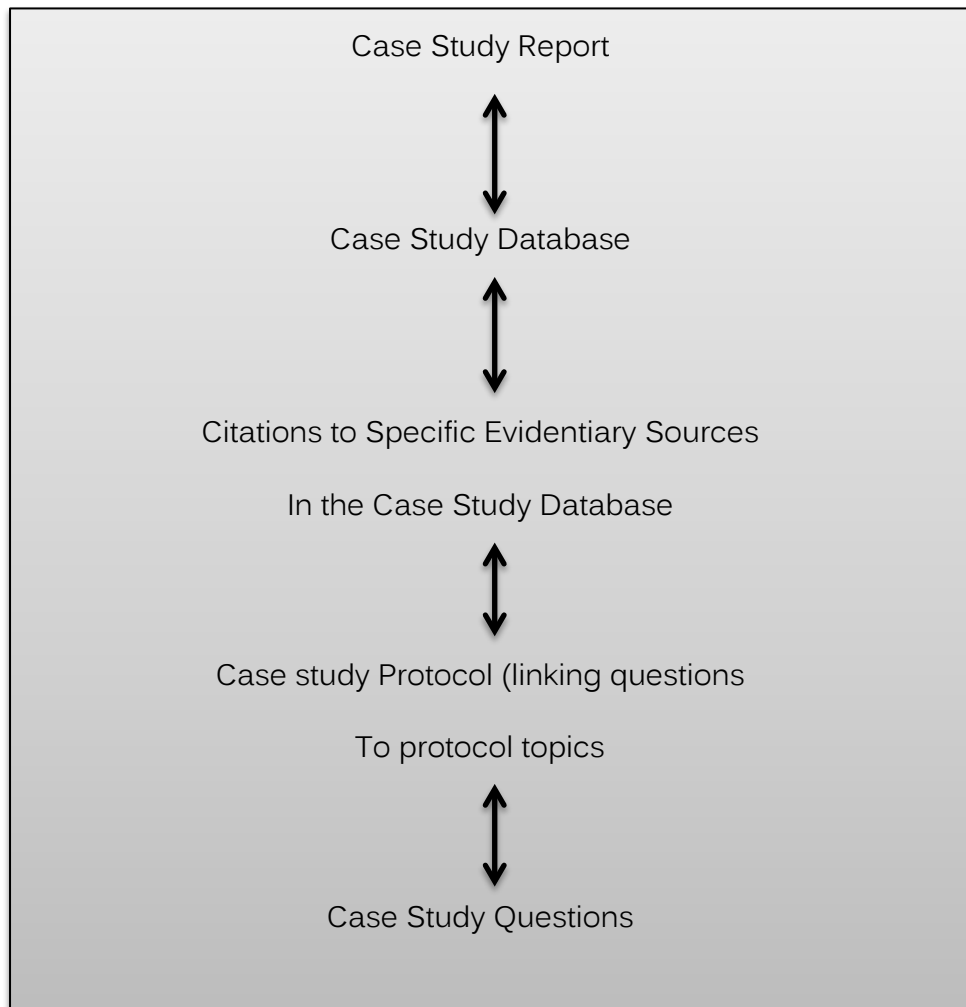 Case Study Report
Case Study Database
Citations to Specific Evidentiary Sources
In the Case Study Database
Case study Protocol (linking questions
To protocol topics
Case Study Questions